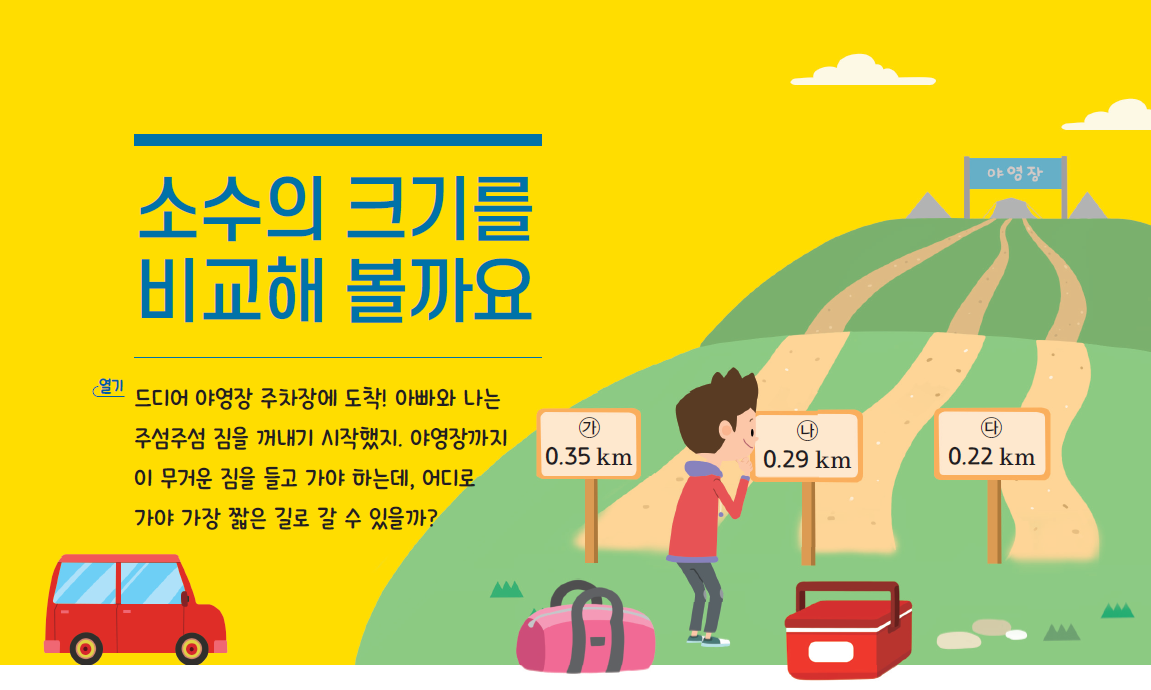 소수의 크기를
비교해 볼까요
열기
드디어 야영장 주차장에 도착! 아빠와 나는
주섬주섬 짐을 꺼내기 시작했지. 야영장까지
이 무거운 짐을 들고 가야 하는데, 어디로
가야 가장 짧은 길로 갈 수 있을까?
야영장
㉮
0.35 km
㉯
0.29 km
㉰
0.22 km